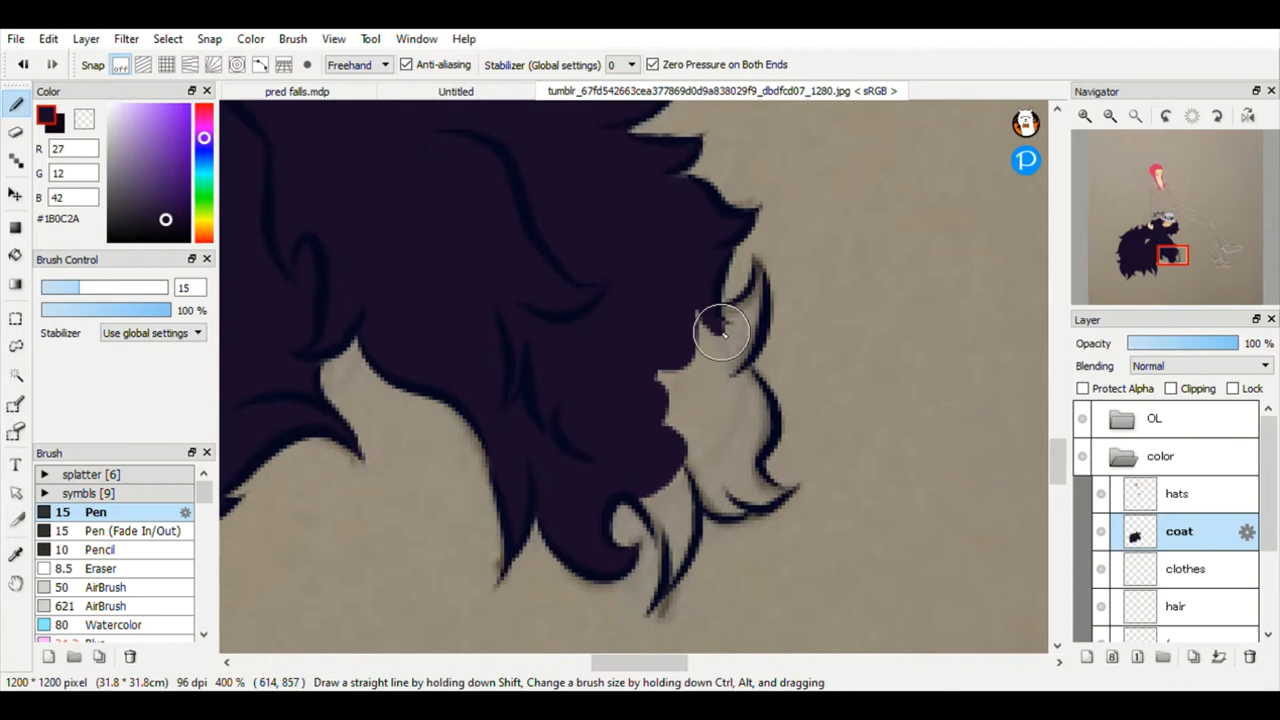 File Edit Layer Filter Select Snap Color Brush View Tool Window Help
Snap off Freehand Anti-aliasing Stabilizer (Global settings) 0 Zero Pressure on Both Ends
Color
pred falls.mdp Untitled tumblr_67fd542663cea377869d0d9a838029f9_dbdfcd07_1280.jpg < sRGB >
Navigator
R 27
G 12
B 42
#1B0C2A
Brush Control
15
100 %
Stabilizer Use global settings
Layer
Opacity 100 %
Blending Normal
Protect Alpha Clipping Lock
OL
color
hats
coat
clothes
hair
Brush
splatter [6]
symbls [9]
15 Pen
15 Pen (Fade In/Out)
10 Pencil
8.5 Eraser
50 AirBrush
621 AirBrush
80 Watercolor
1200 * 1200 pixel (31.8 * 31.8cm) 96 dpi 400 % ( 614, 857 ) Draw a straight line by holding down Shift, Change a brush size by holding down Ctrl, Alt, and dragging